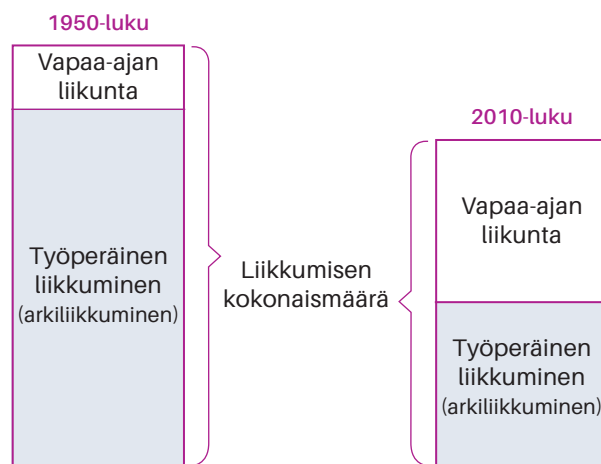 1950-luku
Vapaa-ajan
liikunta
Työperäinen
liikkuminen
(arkiliikkuminen)
Liikkumisen
kokonaismäärä
2010-luku
Vapaa-ajan
liikunta
Työperäinen
liikkuminen
(arkiliikkuminen)